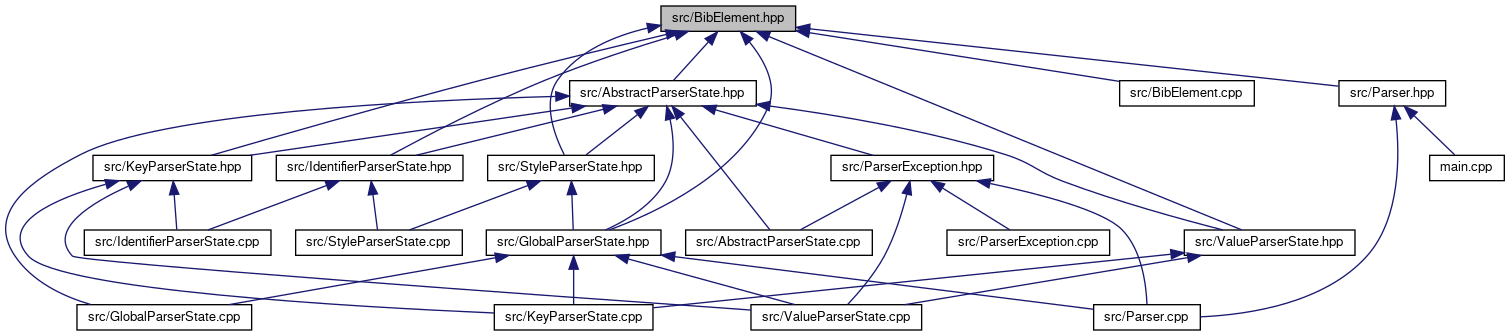 src/BibElement.hpp
src/AbstractParserState.hpp
src/BibElement.cpp
src/Parser.hpp
src/KeyParserState.hpp
src/IdentifierParserState.hpp
src/StyleParserState.hpp
src/ParserException.hpp
main.cpp
src/IdentifierParserState.cpp
src/StyleParserState.cpp
src/GlobalParserState.hpp
src/AbstractParserState.cpp
src/ParserException.cpp
src/ValueParserState.hpp
src/GlobalParserState.cpp
src/KeyParserState.cpp
src/ValueParserState.cpp
src/Parser.cpp